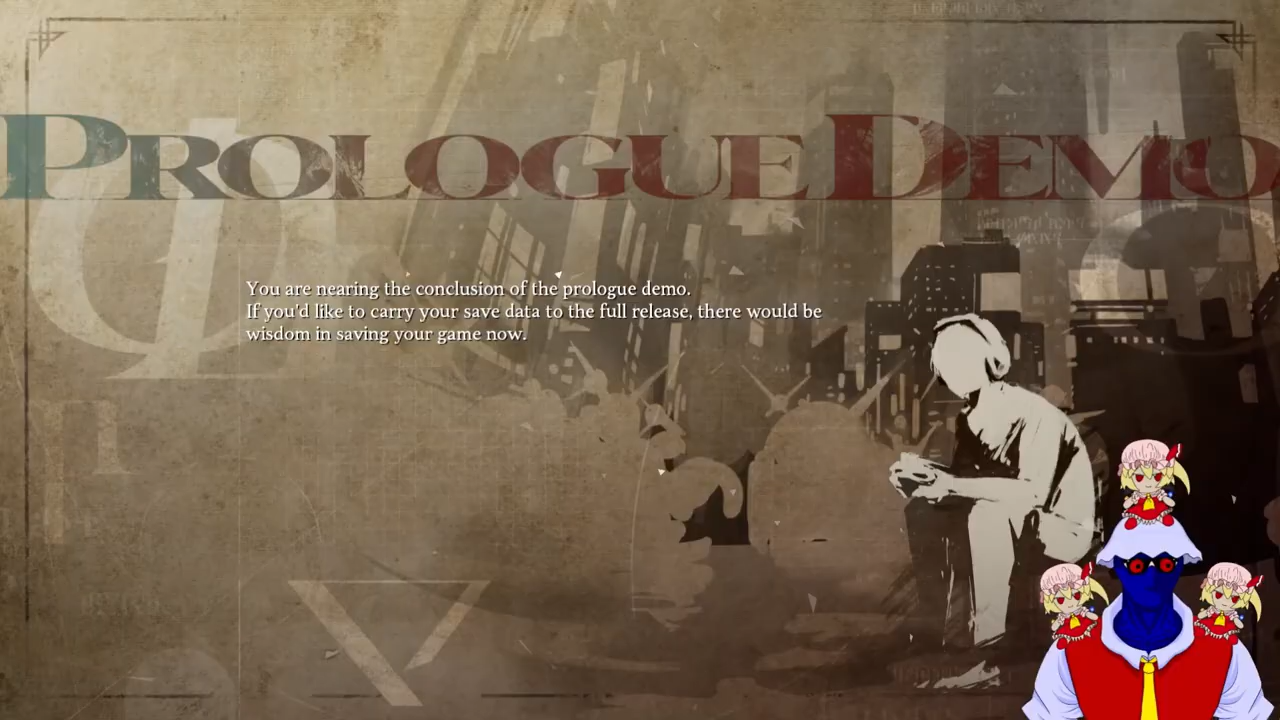 PROLOGUE DEMO
You are nearing the conclusion of the prologue demo.
If you'd like to carry your save data to the full release, there would be
wisdom in saving your game now.